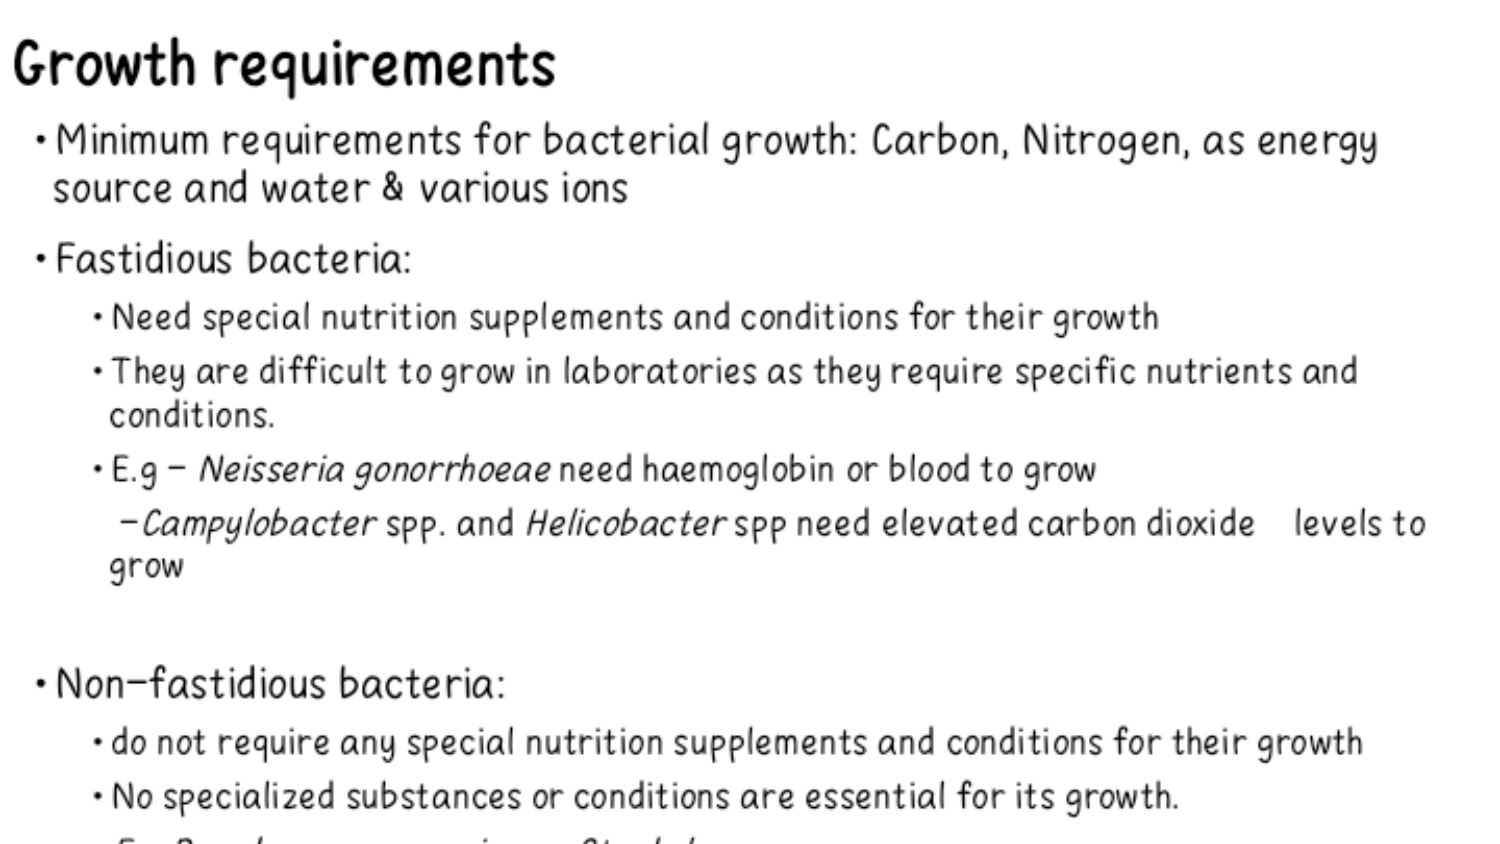 Growth requirements
• Minimum requirements for bacterial growth: Carbon, Nitrogen, as energy
source and water & various ions
• Fastidious bacteria:
• Need special nutrition supplements and conditions for their growth
• They are difficult to grow in laboratories as they require specific nutrients and
conditions.
• E.g – Neisseria gonorrhoeae need haemoglobin or blood to grow
–Campylobacter spp. and Helicobacter spp need elevated carbon dioxide levels to
grow
• Non-fastidious bacteria:
• do not require any special nutrition supplements and conditions for their growth
• No specialized substances or conditions are essential for its growth.